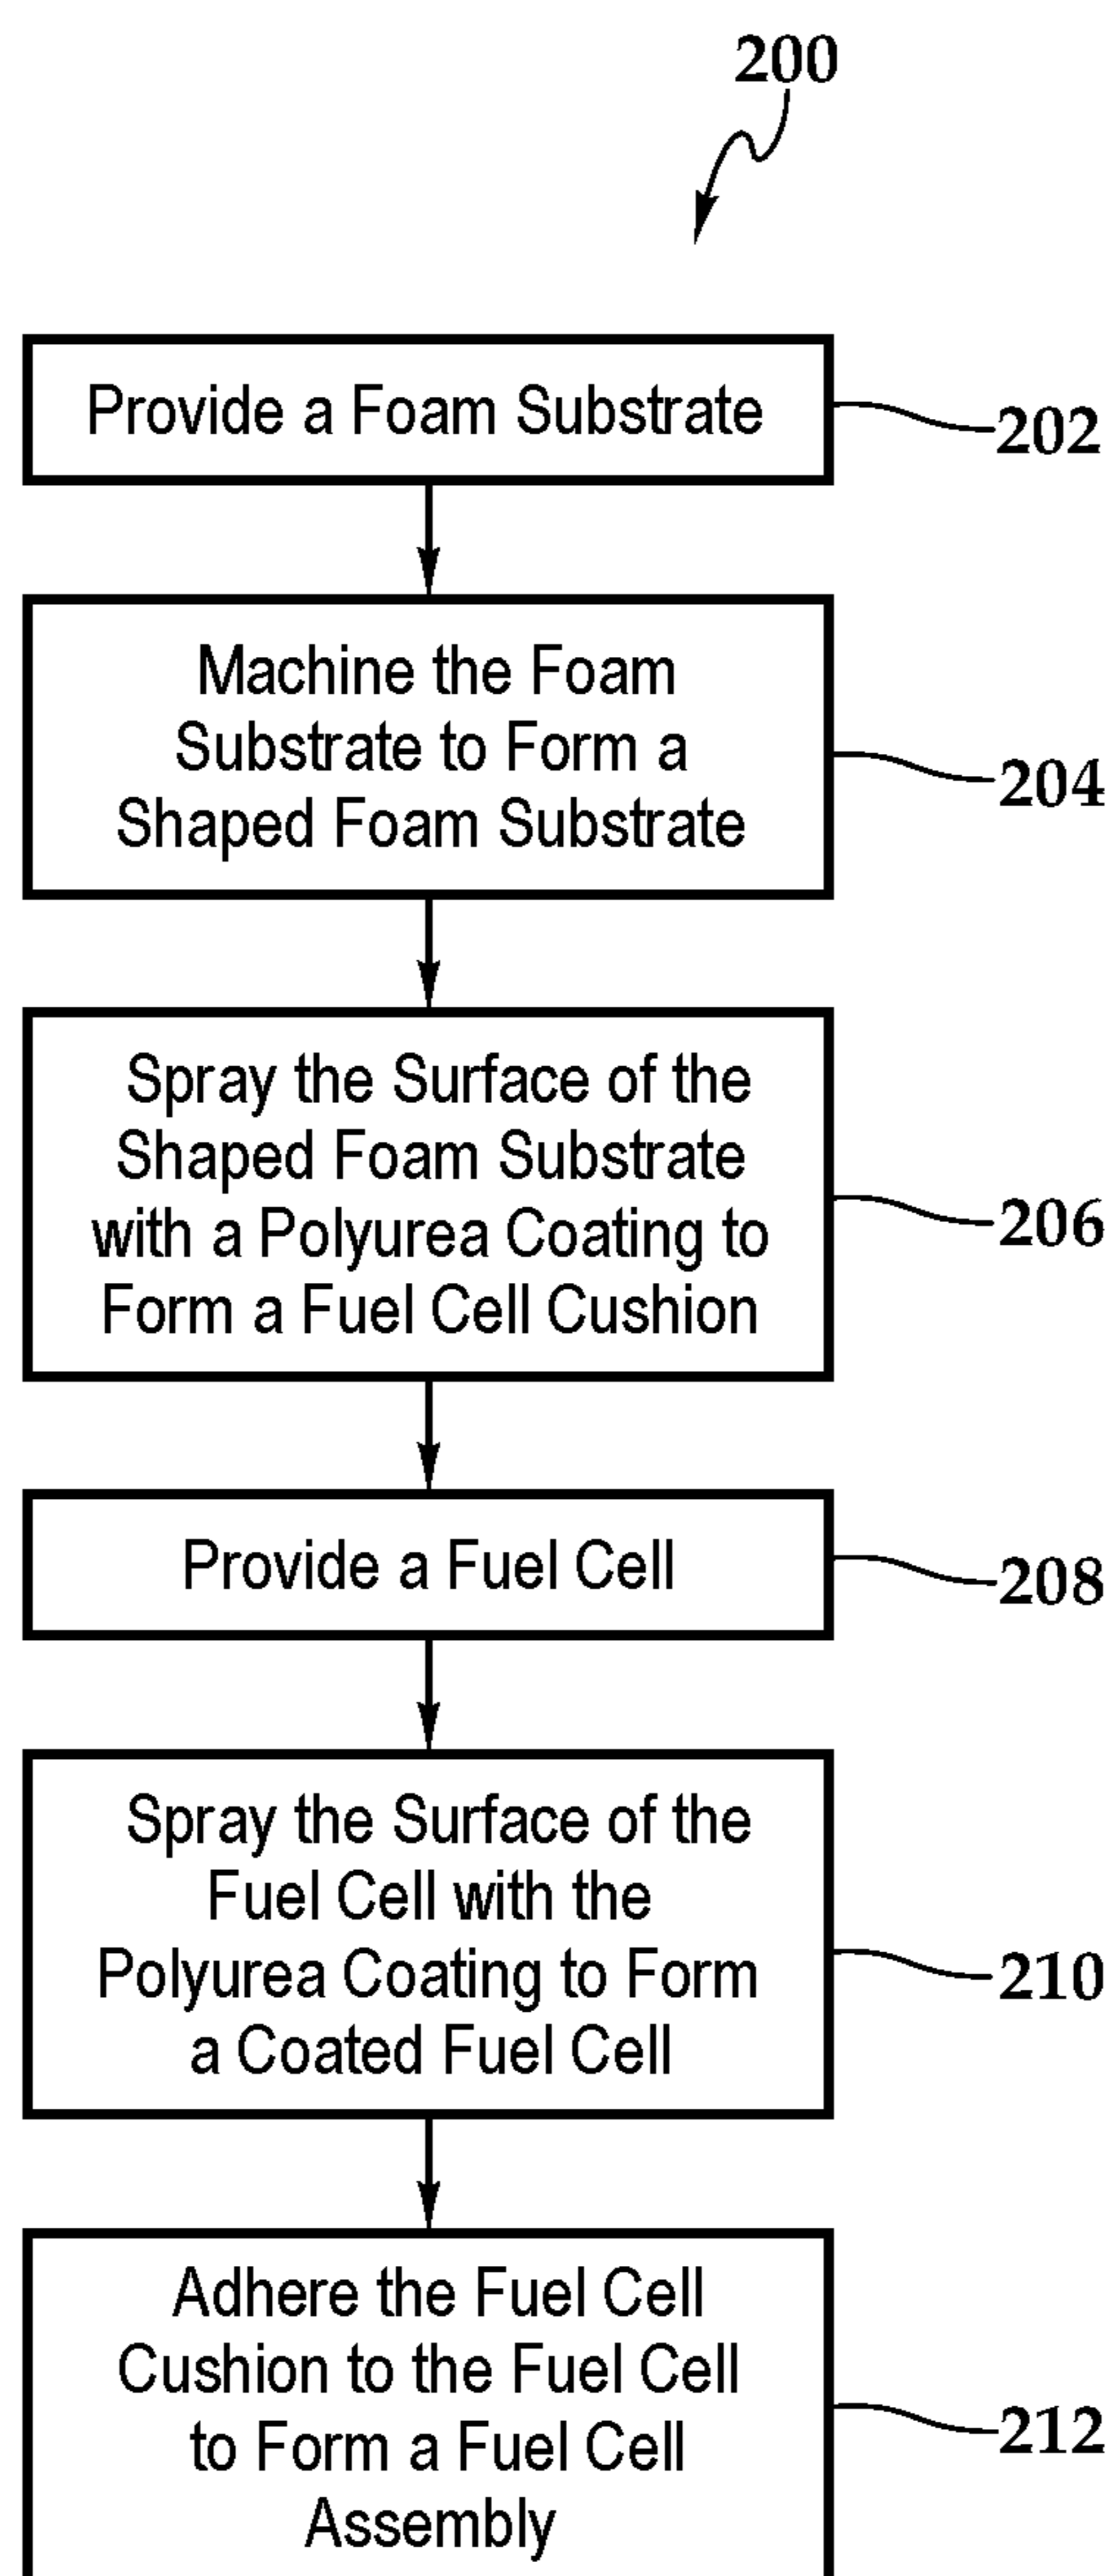 200
Provide a Foam Substrate
202
Machine the Foam
Substrate to Form a
Shaped Foam Substrate
204
Spray the Surface of the
Shaped Foam Substrate
with a Polyurea Coating to
Form a Fuel Cell Cushion
206
Provide a Fuel Cell
208
Spray the Surface of the
Fuel Cell with the
Polyurea Coating to Form
a Coated Fuel Cell
210
Adhere the Fuel Cell
Cushion to the Fuel Cell
to Form a Fuel Cell
Assembly
212